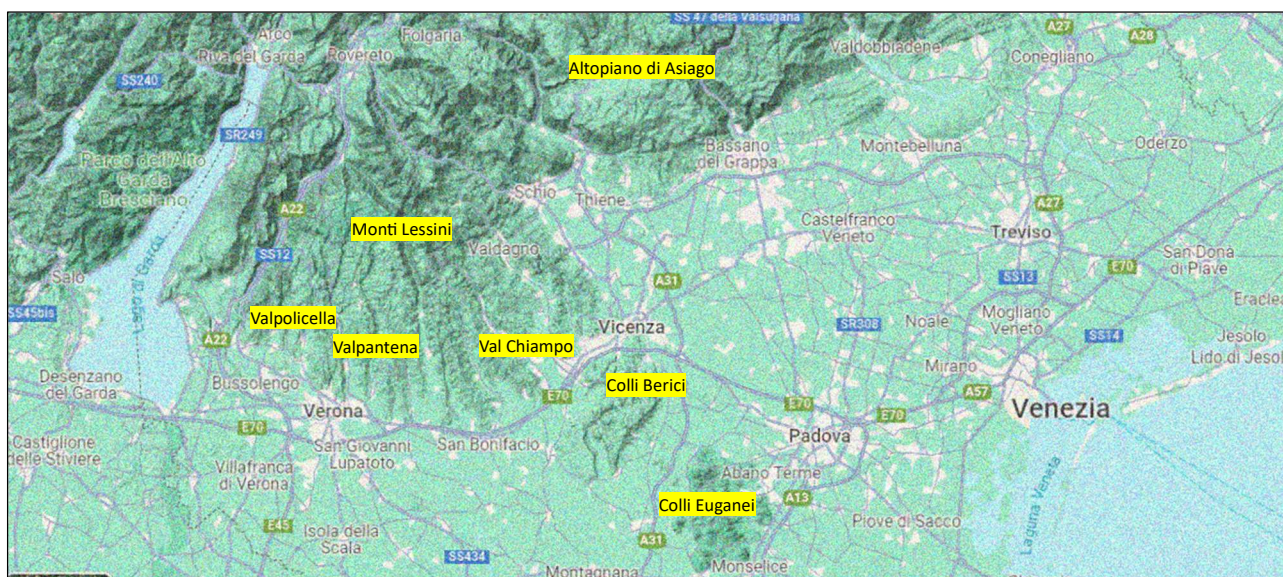 SS 47 della Valsugana
Arco
Folgaria
A27
A28
Riva del Garda
Rovereto
Valdobbiadene
Conegliano
SS240
Altopiano di Asiago
SR249
Parco dell'Alto
Garda
Bresciano
Bassano
del Grappa
Montebelluna
Oderzo
Schio
Thiene
A22
A27
Monti Lessini
Castelfranco
Veneto
Treviso
Valdagno
SS12
Lago di Garda
San Donà
di Piave
Salò
A31
E70
SS13
Eraclea
SS45bis
Valpolicella
Vicenza
SR308
Noale
Mogliano
Veneto
SS14
A22
Valpantena
Val Chiampo
Jesolo
Lido di Jesol
Desenzano
del Garda
Bussolengo
Colli Berici
Mirano
A57
E70
Verona
E70
E70
Venezia
E70
San Giovanni
Lupatoto
San Bonifacio
Padova
Castiglione
delle Stiviere
Villafranca
di Verona
Abano Terme
Colli Euganei
A13
E45
Isola della
Scala
Piove di Sacco
Laguna Veneta
A31
SS434
Montagnana
Monselice